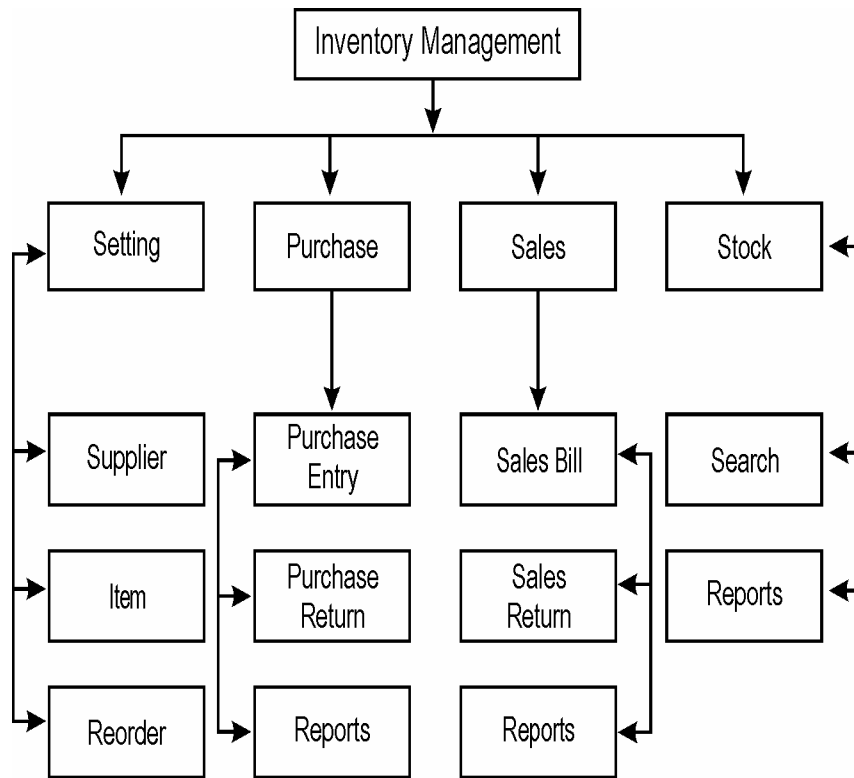 Inventory Management
Setting
Purchase
Sales
Stock
Supplier
Purchase
Entry
Sales Bill
Search
Item
Purchase
Return
Sales
Return
Reports
Reorder
Reports
Reports